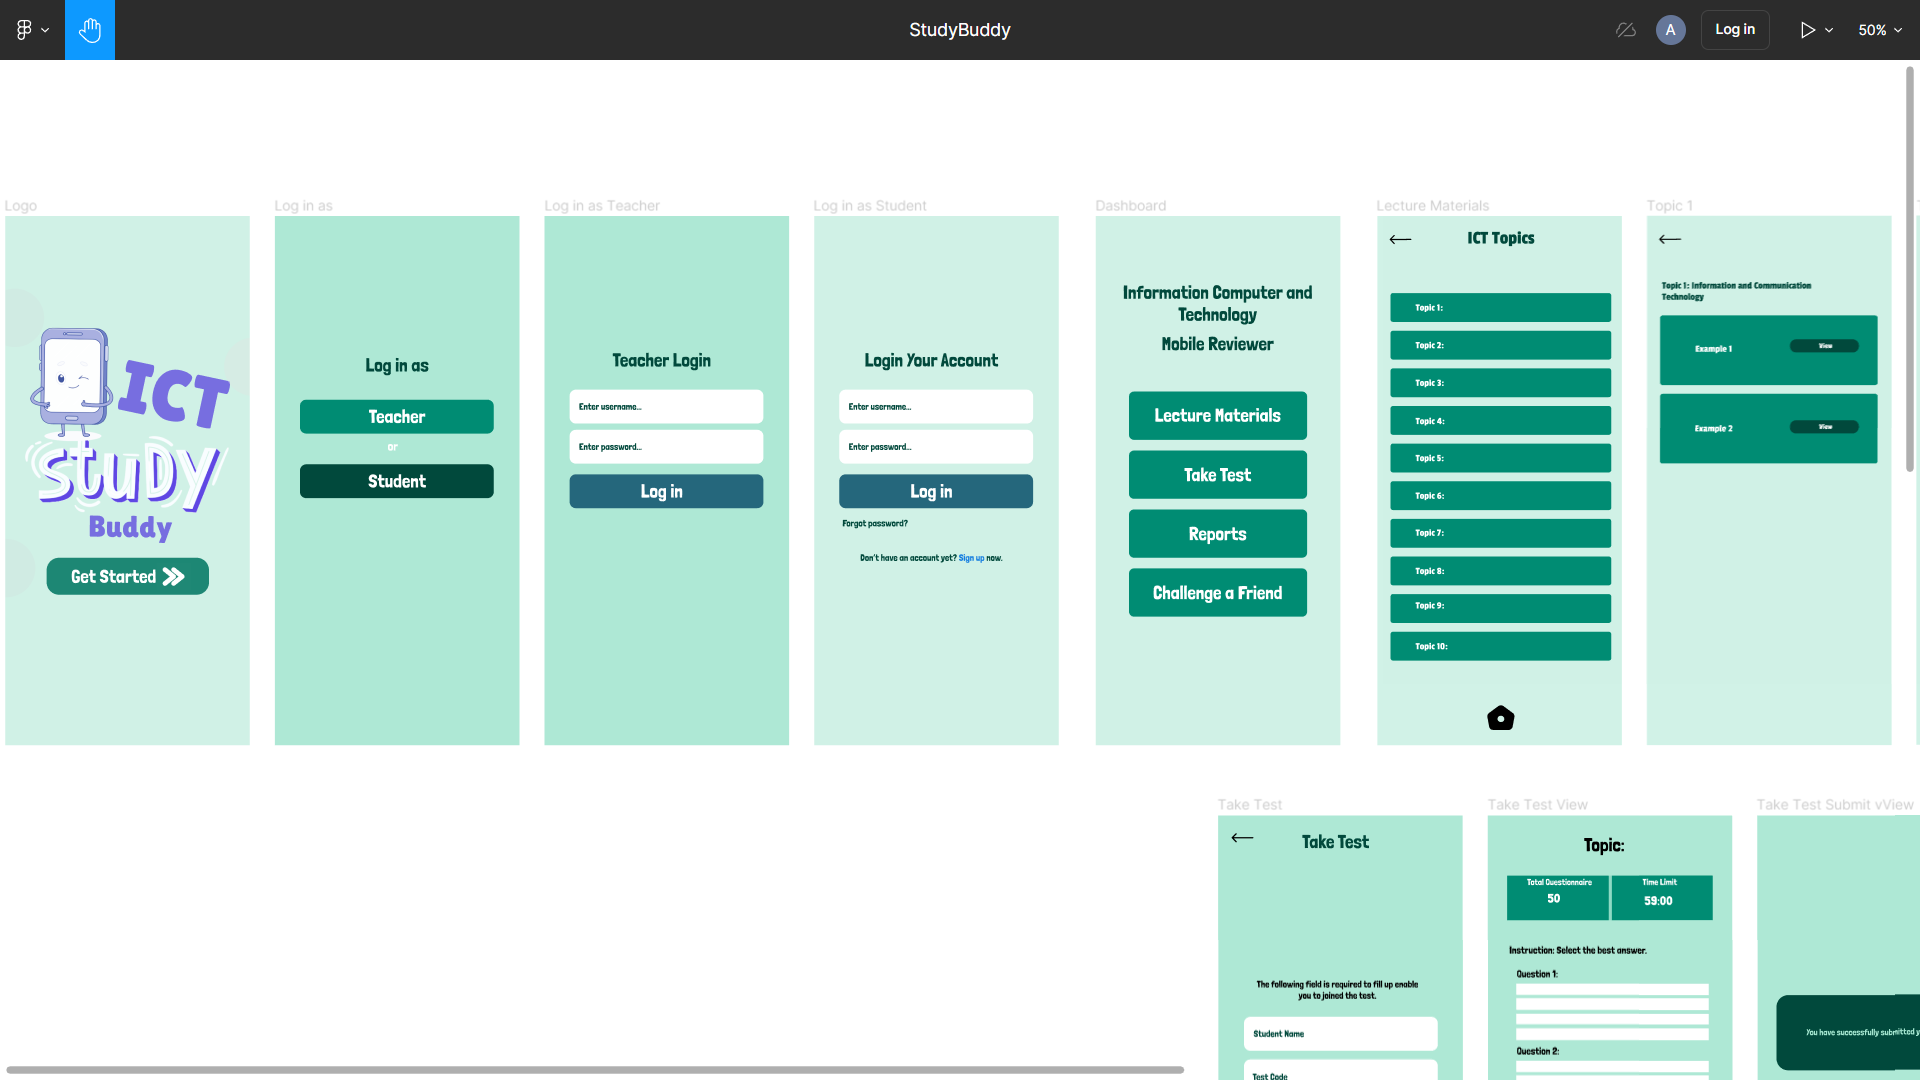 StudyBuddy
A
Log in
50%
Logo
ICT
STUDY
Buddy
Get Started
Log in as
Log in as
Teacher
or
Student
Log in as Teacher
Teacher Login
Enter username...
Enter password...
Log in
Log in as Student
Login Your Account
Enter username...
Enter password...
Log in
Forgot password?
Don't have an account yet? Sign up now.
Dashboard
Information Computer and
Technology
Mobile Reviewer
Lecture Materials
Take Test
Reports
Challenge a Friend
Lecture Materials
ICT Topics
Topic 1:
Topic 2:
Topic 3:
Topic 4:
Topic 5:
Topic 6:
Topic 7:
Topic 8:
Topic 9:
Topic 10:
Topic 1
Topic 1: Information and Communication
Technology
Example 1
View
Example 2
View
Take Test
Take Test
The following field is required to fill up enable
you to joined the test.
Student Name
Test Code
Take Test View
Topic:
Total Questionnaire
50
Time Limit
59:00
Instruction: Select the best answer.
Question 1:
Question 2:
Take Test Submit vView
You have successfully submitted y